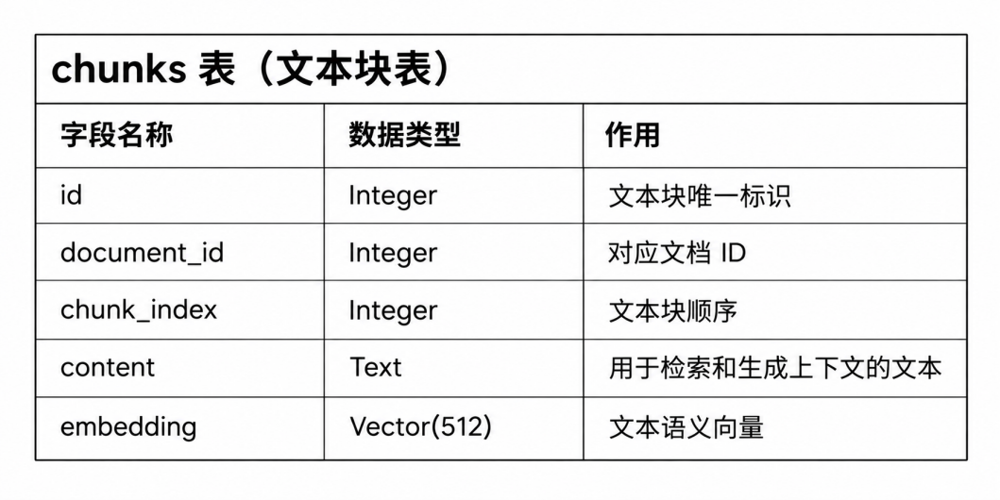 chunks 表（文本块表）
字段名称 数据类型 作用
id Integer 文本块唯一标识
document_id Integer 对应文档 ID
chunk_index Integer 文本块顺序
content Text 用于检索和生成上下文的文本
embedding Vector(512) 文本语义向量